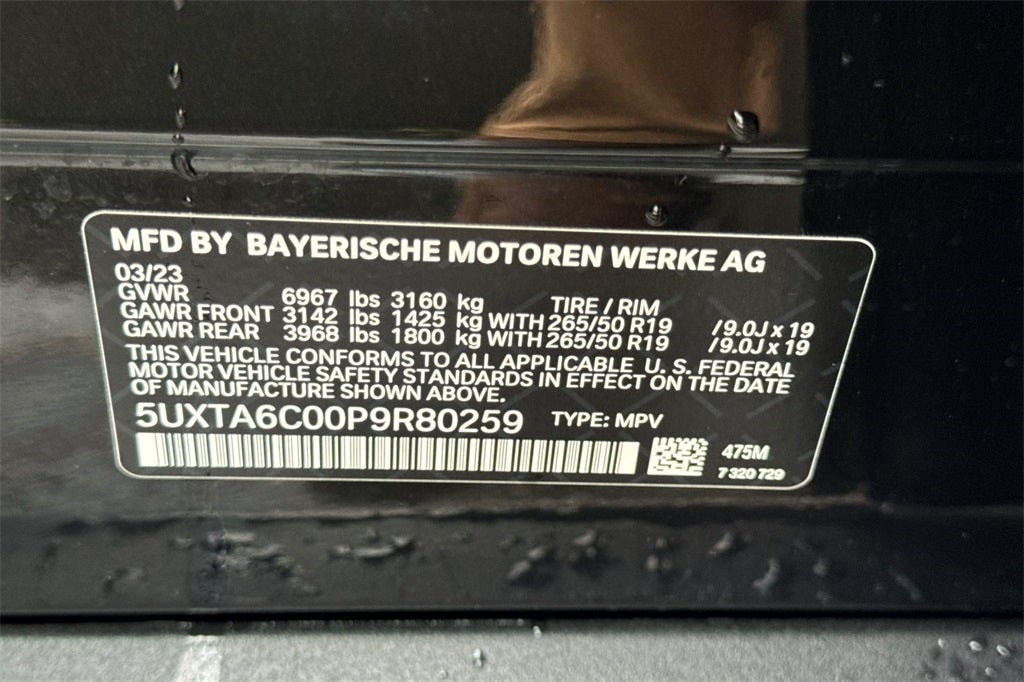 MFD BY BAYERISCHE MOTOREN WERKE AG
03/23
GVWR 6967 lbs 3160 kg TIRE / RIM
GAWR FRONT 3142 lbs 1425 kg WITH 265/50 R19 /9.0J x 19
GAWR REAR 3968 lbs 1800 kg WITH 265/50 R19 /9.0J x 19
THIS VEHICLE CONFORMS TO ALL APPLICABLE U. S. FEDERAL
MOTOR VEHICLE SAFETY STANDARDS IN EFFECT ON THE DATE
OF MANUFACTURE SHOWN ABOVE.
5UXTA6C00P9R80259 TYPE: MPV
475M
7 320 729